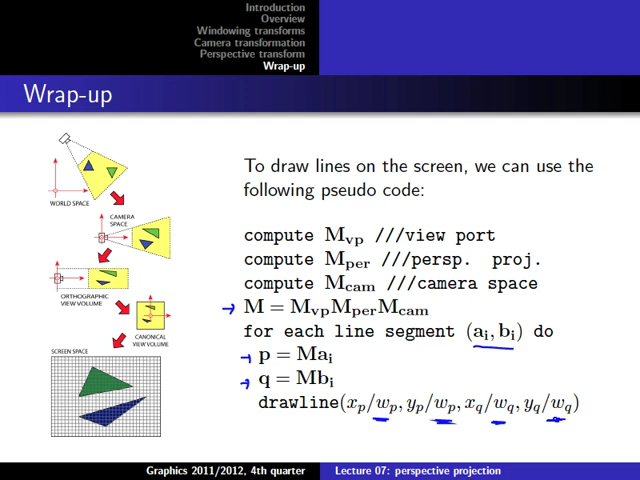 Introduction
Overview
Windowing transforms
Camera transformation
Perspective transform
Wrap-up
Wrap-up
WORLD SPACE
CAMERA
SPACE
ORTHOGRAPHIC
VIEW VOLUME
CANONICAL
VIEW VOLUME
SCREEN SPACE
To draw lines on the screen, we can use the
following pseudo code:
compute M_vp ///view port
compute M_per ///persp. proj.
compute M_cam ///camera space
M = M_vp M_per M_cam
for each line segment (a_i, b_i) do
p = Ma_i
q = Mb_i
drawline(x_p/w_p, y_p/w_p, x_q/w_q, y_q/w_q)
Graphics 2011/2012, 4th quarter
Lecture 07: perspective projection